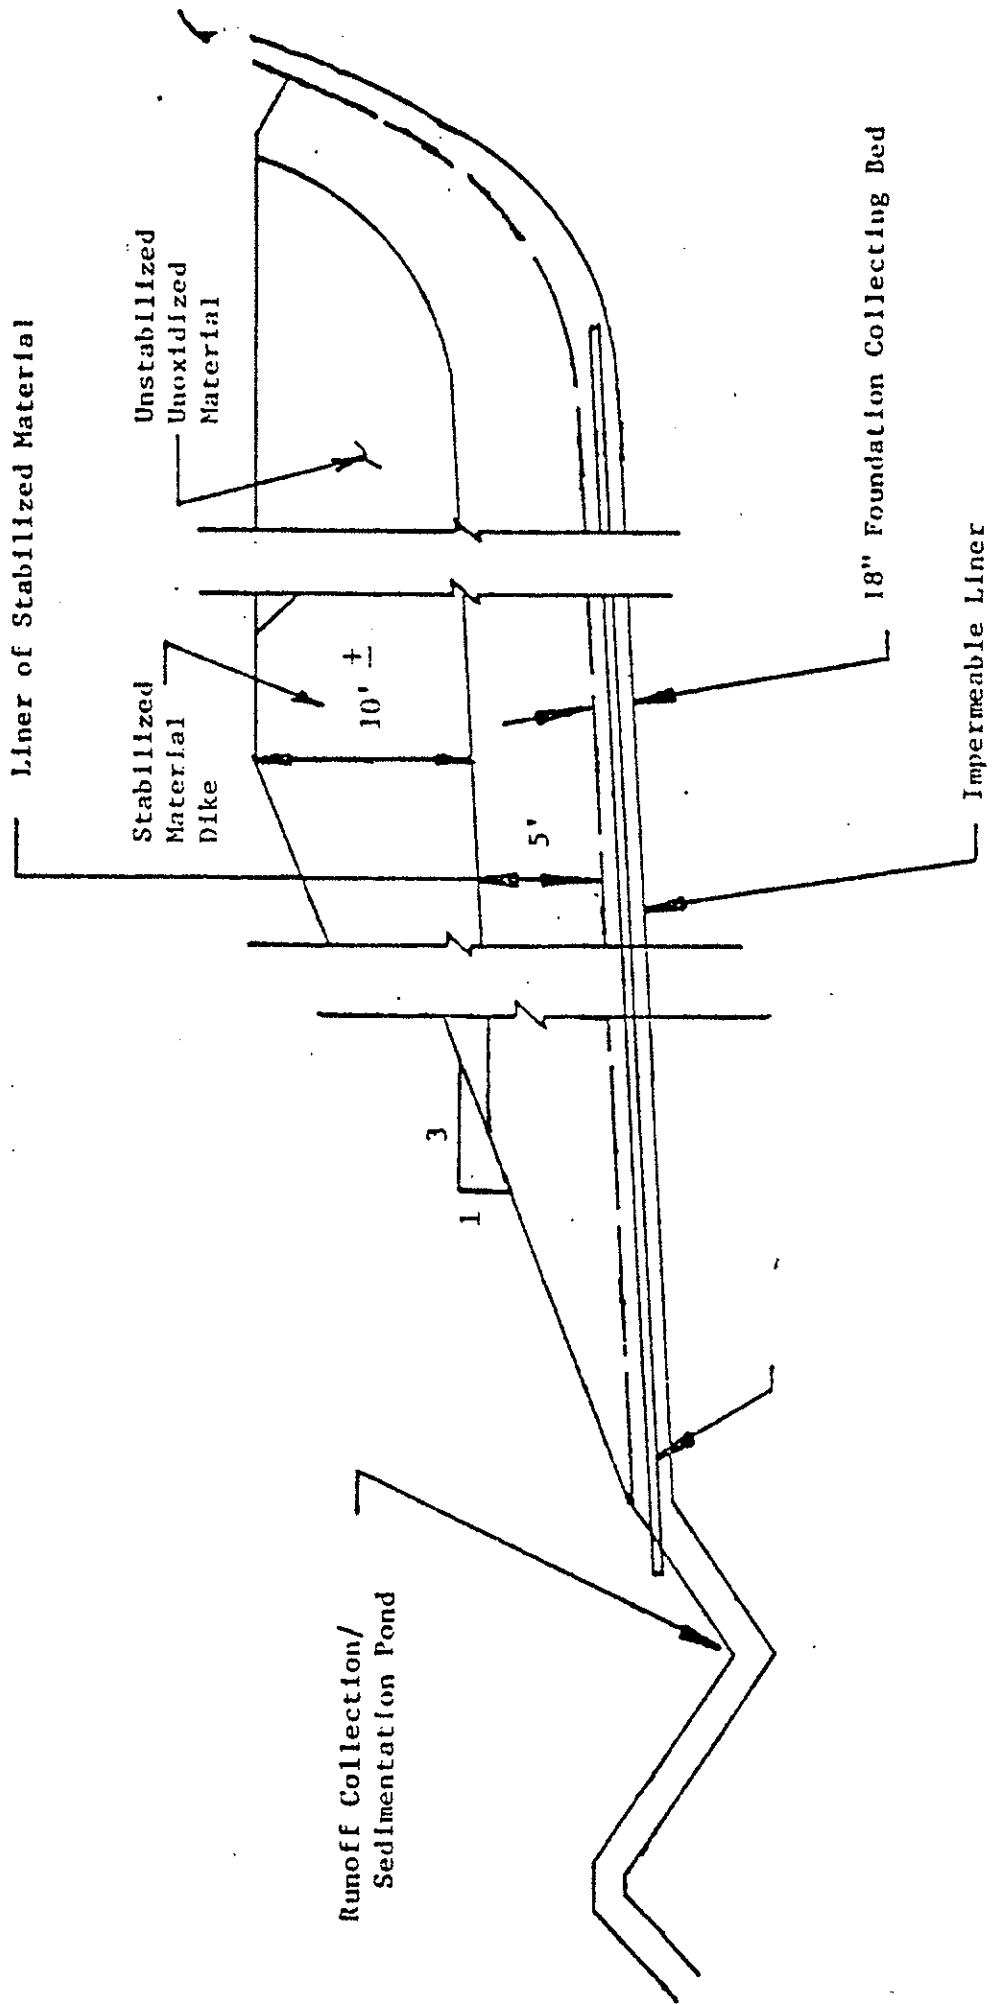 Liner of Stabilized Material
Stabilized
Material
Dike
Unstabilized
Unoxidized
Material
10' ±
5'
3
1
Runoff Collection/
Sedimentation Pond
18" Foundation Collecting Bed
Impermeable Liner